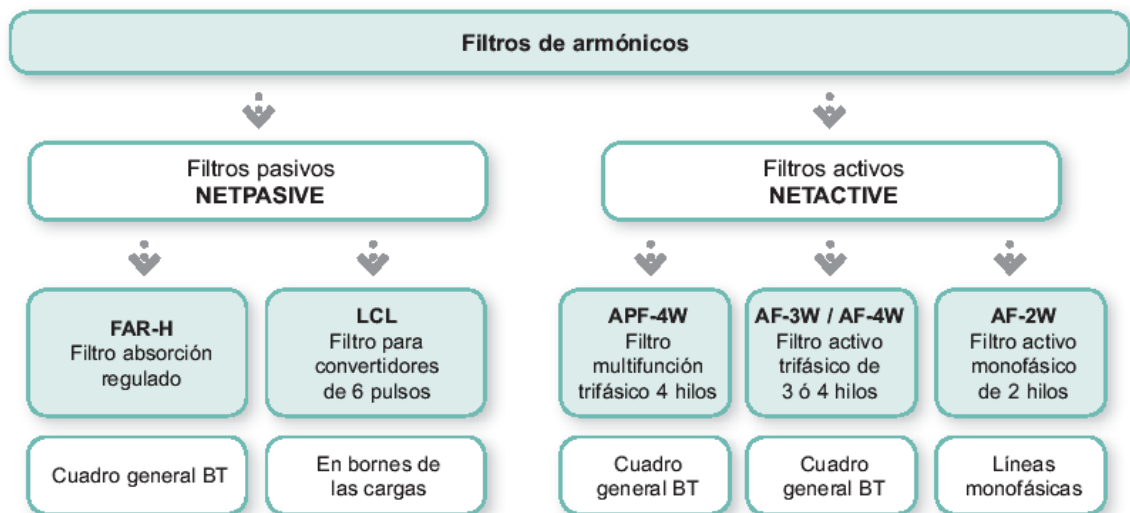 Filtros de armónicos
Filtros pasivos
NETPASIVE
Filtros activos
NETACTIVE
FAR-H
Filtro absorción
regulado
LCL
Filtro para
convertidores
de 6 pulsos
APF-4W
Filtro
multifunción
trifásico 4 hilos
AF-3W / AF-4W
Filtro activo
trifásico de
3 ó 4 hilos
AF-2W
Filtro activo
monofásico
de 2 hilos
Cuadro general BT
En bornes de
las cargas
Cuadro
general BT
Cuadro
general BT
Líneas
monofásicas